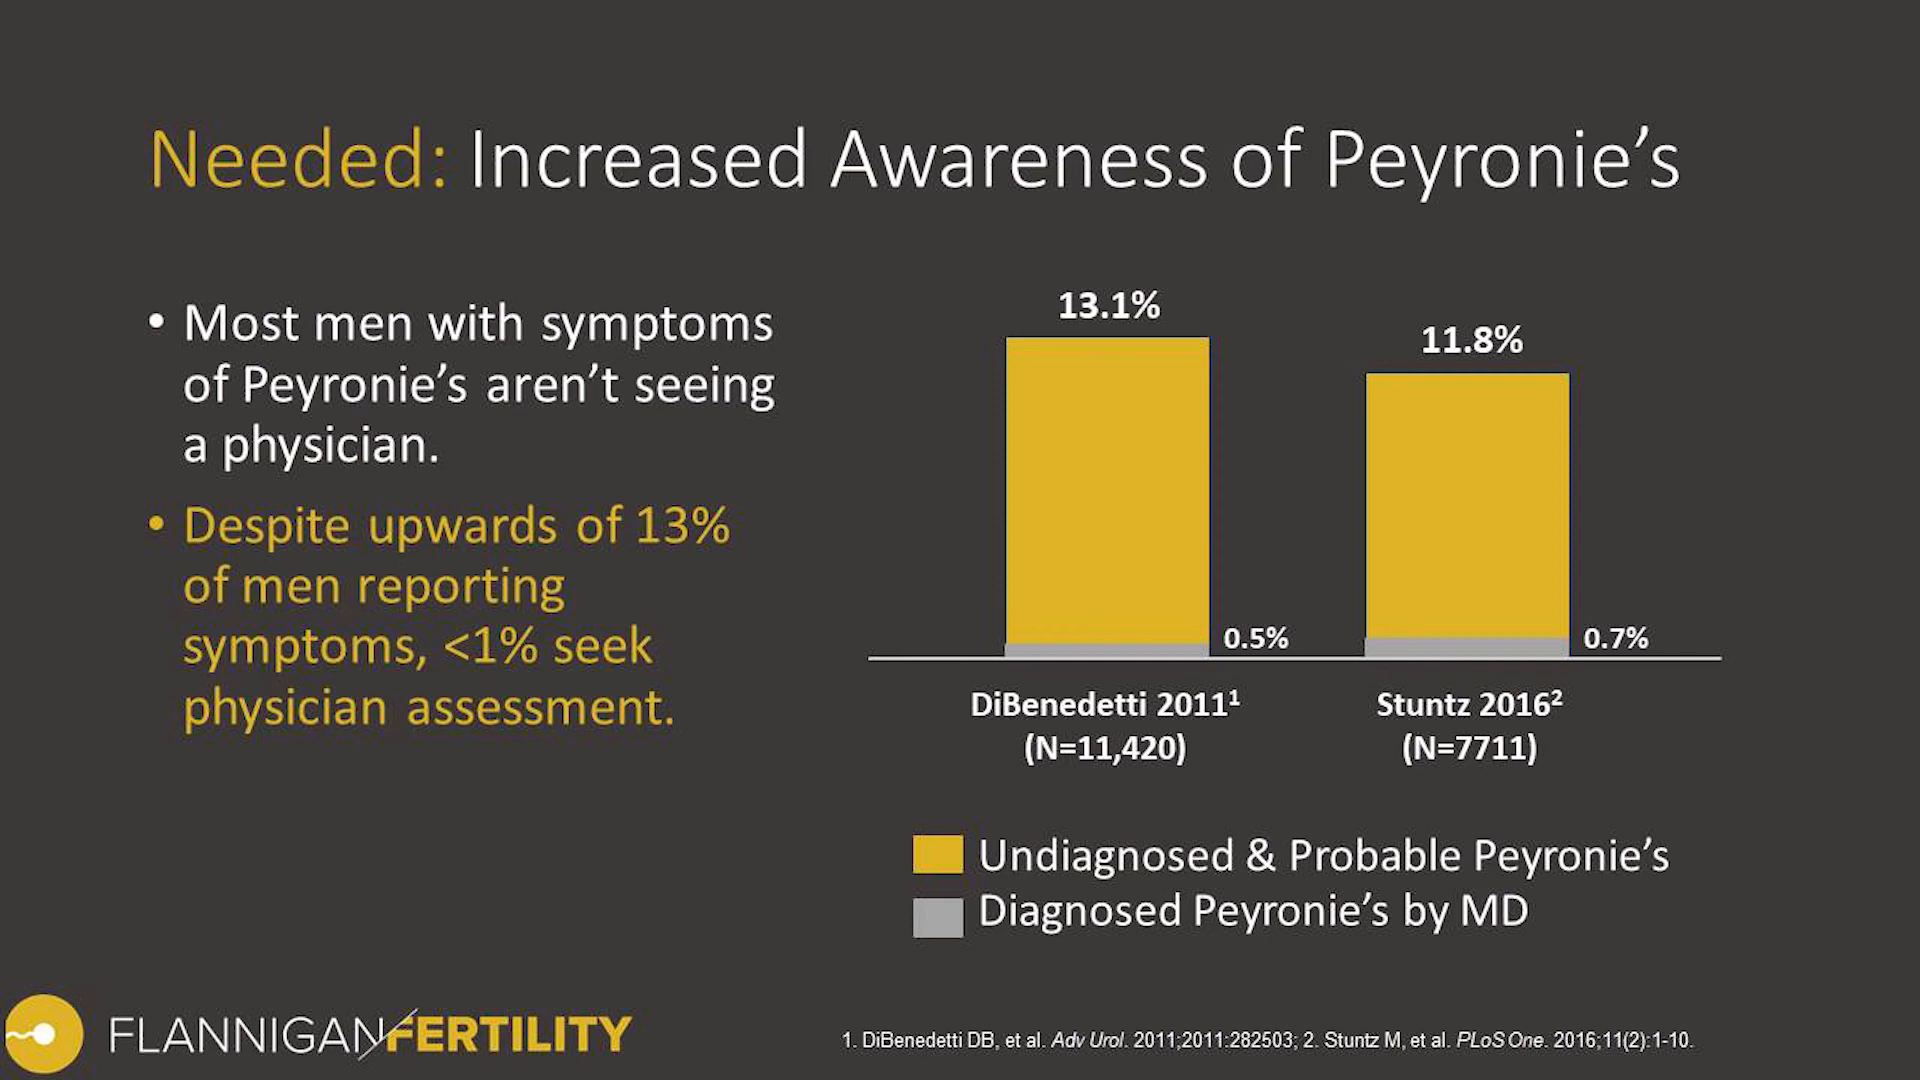 Needed: Increased Awareness of Peyronie’s
• Most men with symptoms
of Peyronie’s aren’t seeing
a physician.
• Despite upwards of 13%
of men reporting
symptoms, <1% seek
physician assessment.
13.1%
11.8%
0.5%
0.7%
DiBenedetti 2011¹
(N=11,420)
Stuntz 2016²
(N=7711)
Undiagnosed & Probable Peyronie’s
Diagnosed Peyronie’s by MD
FLANNIGAN/FERTILITY
1. DiBenedetti DB, et al. Adv Urol. 2011;2011:282503; 2. Stuntz M, et al. PLoS One. 2016;11(2):1-10.